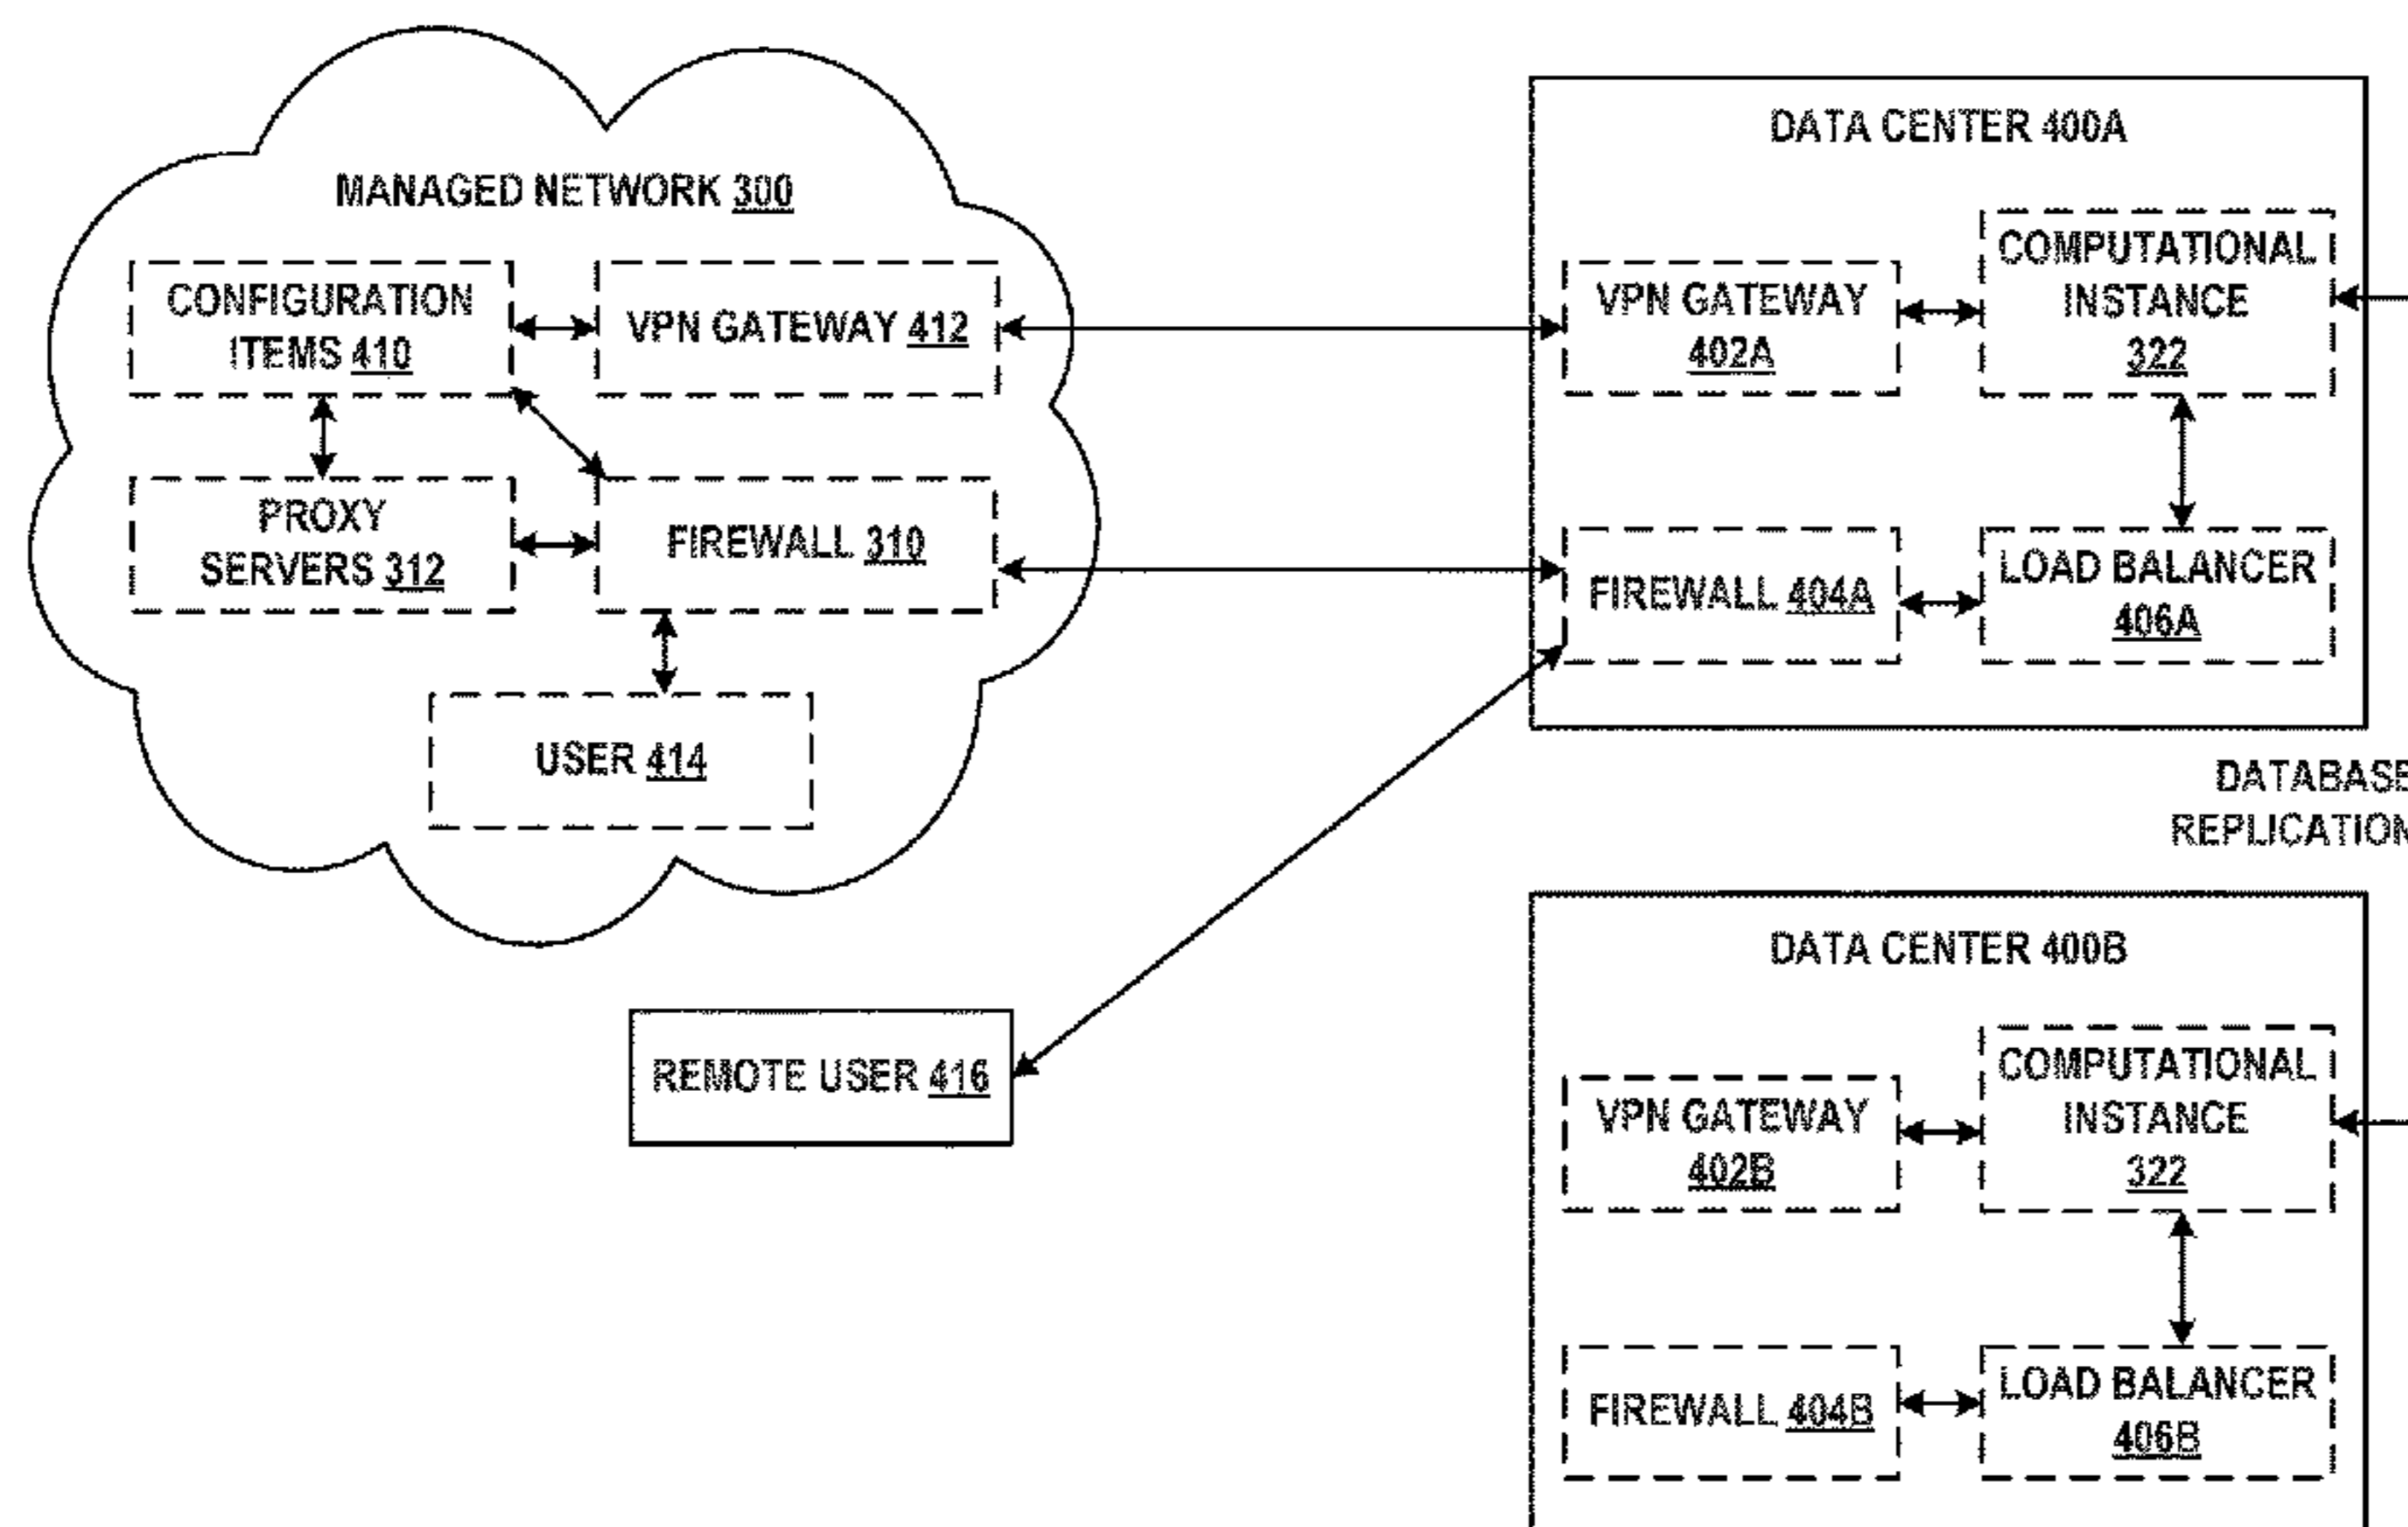 MANAGED NETWORK 300
CONFIGURATION
ITEMS 410
VPN GATEWAY 412
PROXY
SERVERS 312
FIREWALL 310
USER 414
REMOTE USER 416
DATA CENTER 400A
VPN GATEWAY
402A
COMPUTATIONAL
INSTANCE
322
FIREWALL 404A
LOAD BALANCER
406A
DATABASE
REPLICATION
DATA CENTER 400B
VPN GATEWAY
402B
COMPUTATIONAL
INSTANCE
322
FIREWALL 404B
LOAD BALANCER
406B